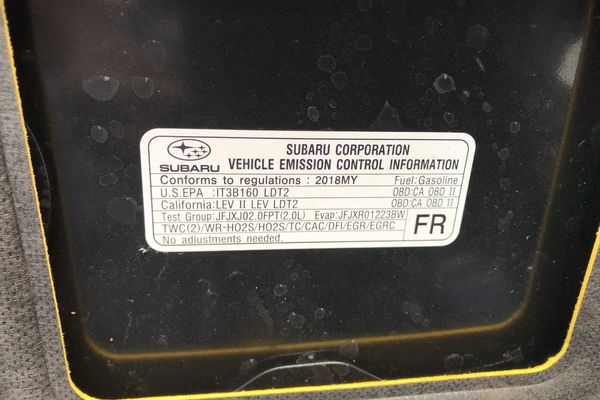 SUBARU
SUBARU CORPORATION
VEHICLE EMISSION CONTROL INFORMATION
Conforms to regulations : 2018MY Fuel:Gasoline
U.S.EPA :IT3B160 LDT2 OBD:CA OBD II
California:LEV II LEV LDT2 OBD:CA OBD II
Test Group:JFJXJ02.0FPT(2.0L) Evap:JFJXR01223BW
TWC(2)/WR-HO2S/HO2S/TC/CAC/DFI/EGR/EGRC
No adjustments needed.
FR